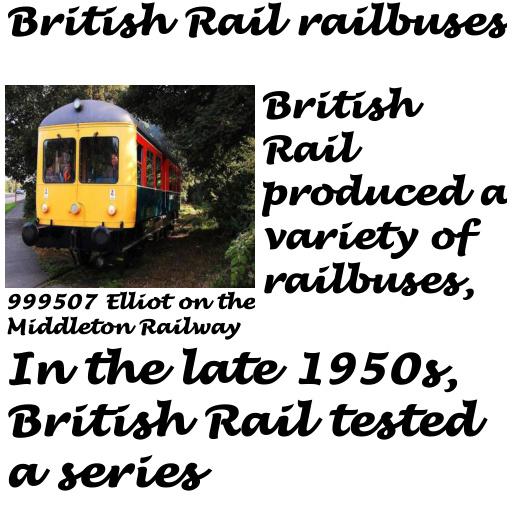 British Rail railbuses
British
Rail
produced a
variety of
railbuses,
999507 Elliot on the
Middleton Railway
In the late 1950s,
British Rail tested
a series